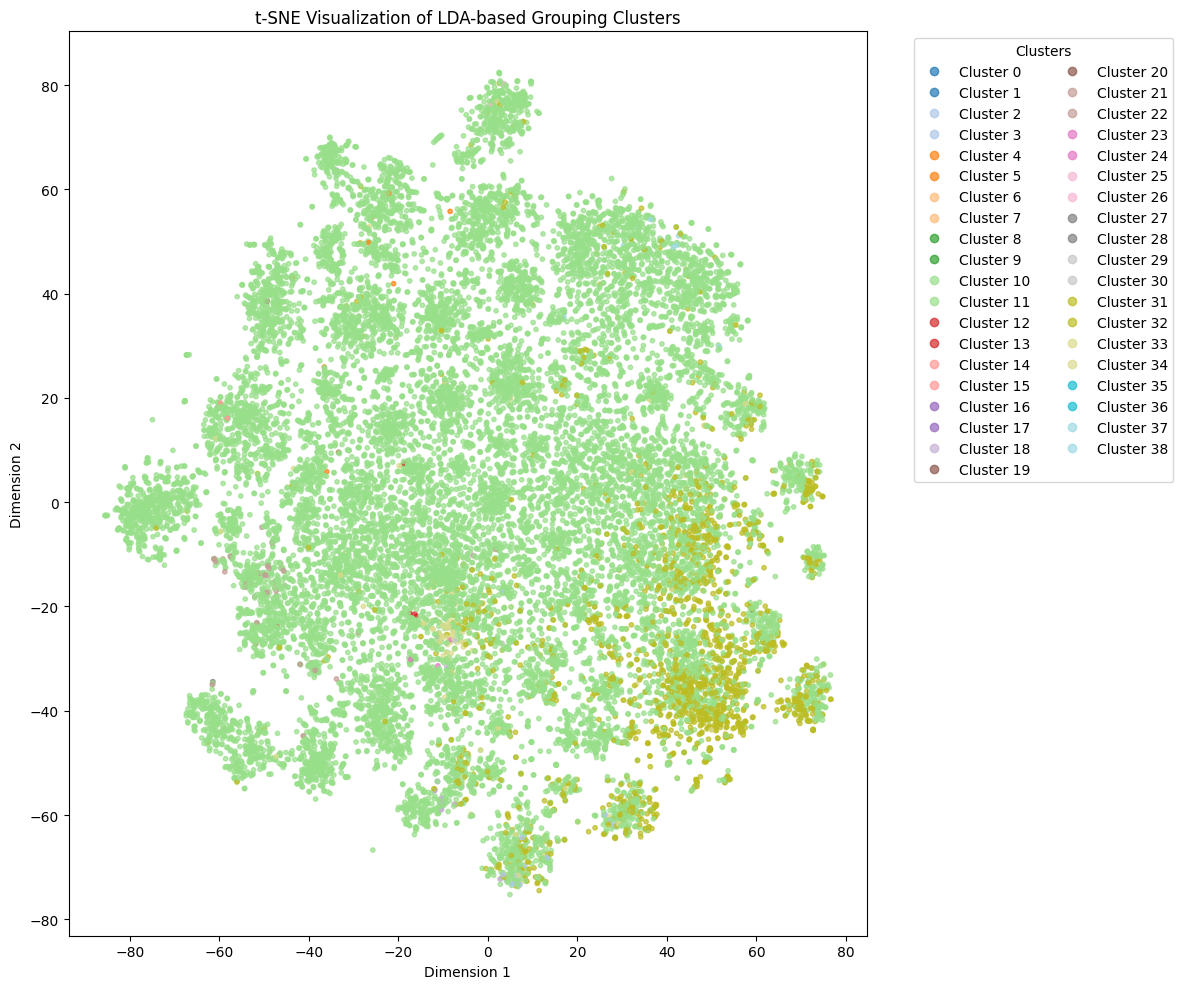 t-SNE Visualization of LDA-based Grouping Clusters
Dimension 2
80
60
40
20
0
−20
−40
−60
−80
−80 −60 −40 −20 0 20 40 60 80
Dimension 1
Clusters
Cluster 0
Cluster 1
Cluster 2
Cluster 3
Cluster 4
Cluster 5
Cluster 6
Cluster 7
Cluster 8
Cluster 9
Cluster 10
Cluster 11
Cluster 12
Cluster 13
Cluster 14
Cluster 15
Cluster 16
Cluster 17
Cluster 18
Cluster 19
Cluster 20
Cluster 21
Cluster 22
Cluster 23
Cluster 24
Cluster 25
Cluster 26
Cluster 27
Cluster 28
Cluster 29
Cluster 30
Cluster 31
Cluster 32
Cluster 33
Cluster 34
Cluster 35
Cluster 36
Cluster 37
Cluster 38